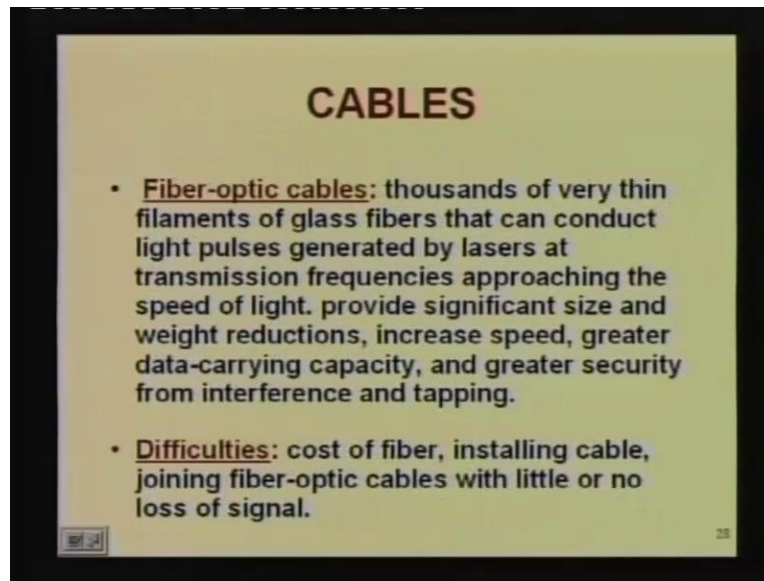 CABLES
• Fiber-optic cables: thousands of very thin
filaments of glass fibers that can conduct
light pulses generated by lasers at
transmission frequencies approaching the
speed of light. provide significant size and
weight reductions, increase speed, greater
data-carrying capacity, and greater security
from interference and tapping.
• Difficulties: cost of fiber, installing cable,
joining fiber-optic cables with little or no
loss of signal.
28